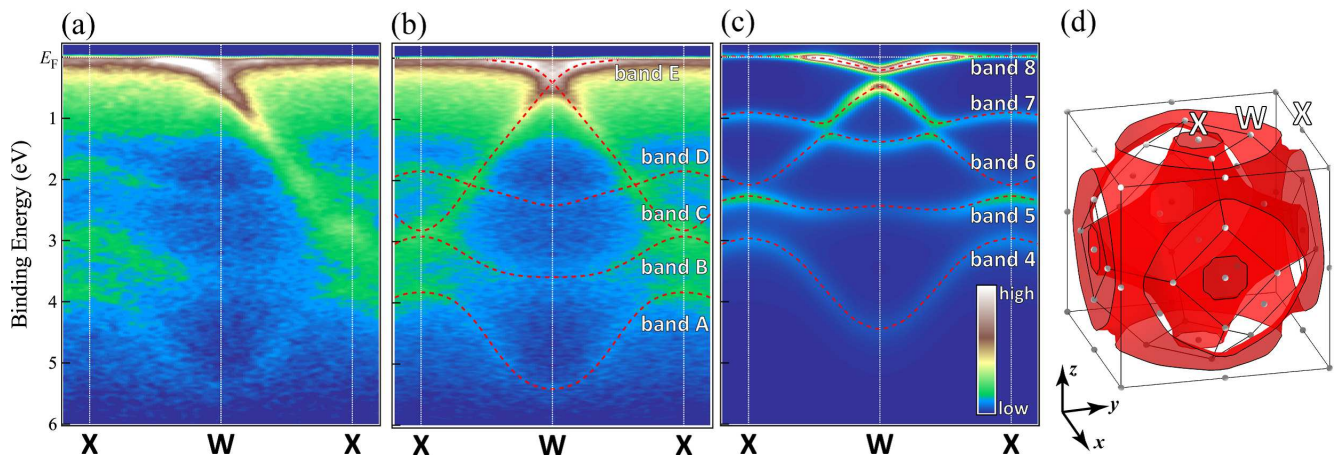 (a)
(b)
(c)
(d)
E_F
1
2
3
4
5
6
Binding Energy (eV)
X W X
band E
band D
band C
band B
band A
X W X
band 8
band 7
band 6
band 5
band 4
high
low
X W X
X W X
z
y
x